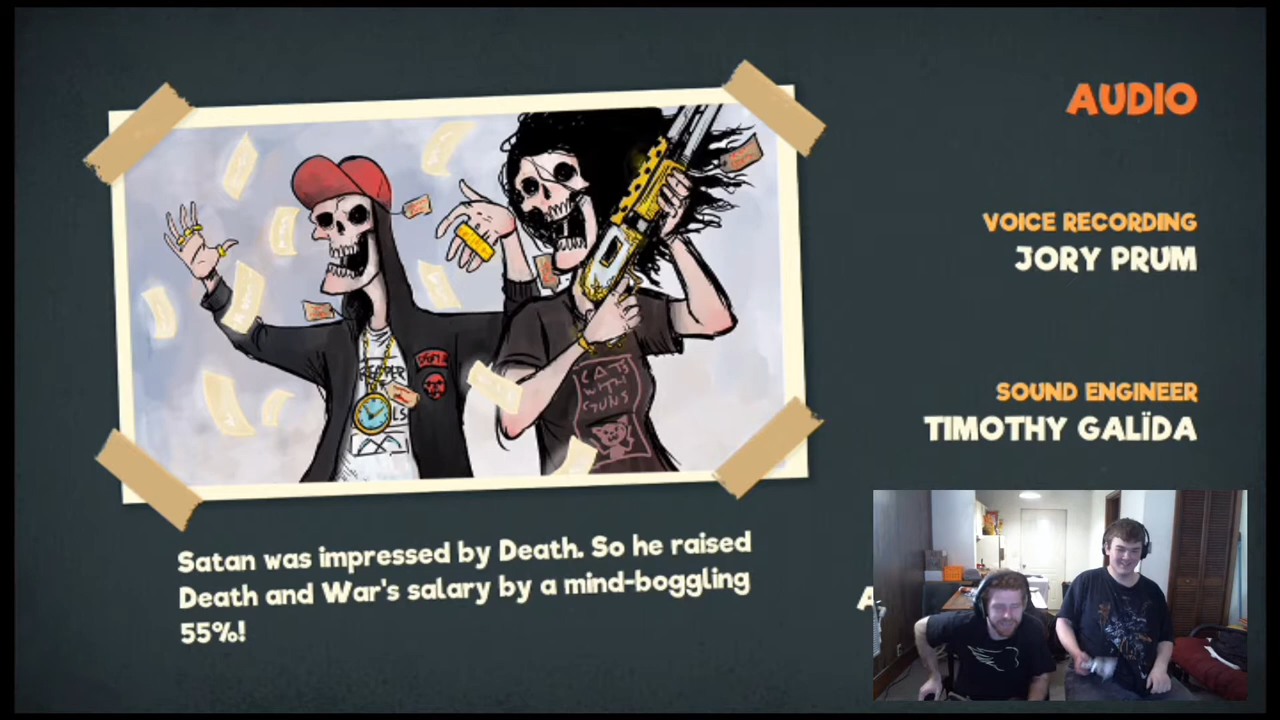 AUDIO
VOICE RECORDING
JORY PRUM
SOUND ENGINEER
TIMOTHY GALÏDA
CATS
WITH
GUNS
Satan was impressed by Death. So he raised
Death and War's salary by a mind-boggling
55%!